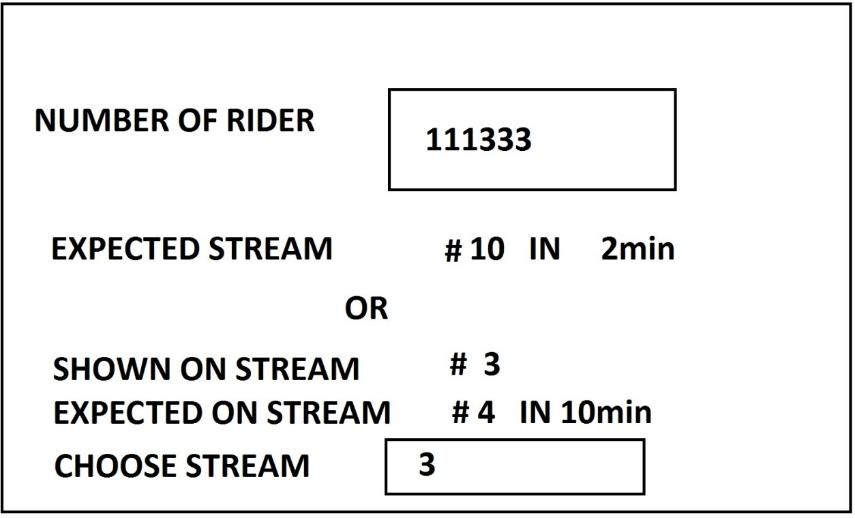 NUMBER OF RIDER 111333
EXPECTED STREAM # 10 IN 2min
OR
SHOWN ON STREAM # 3
EXPECTED ON STREAM # 4 IN 10min
CHOOSE STREAM 3